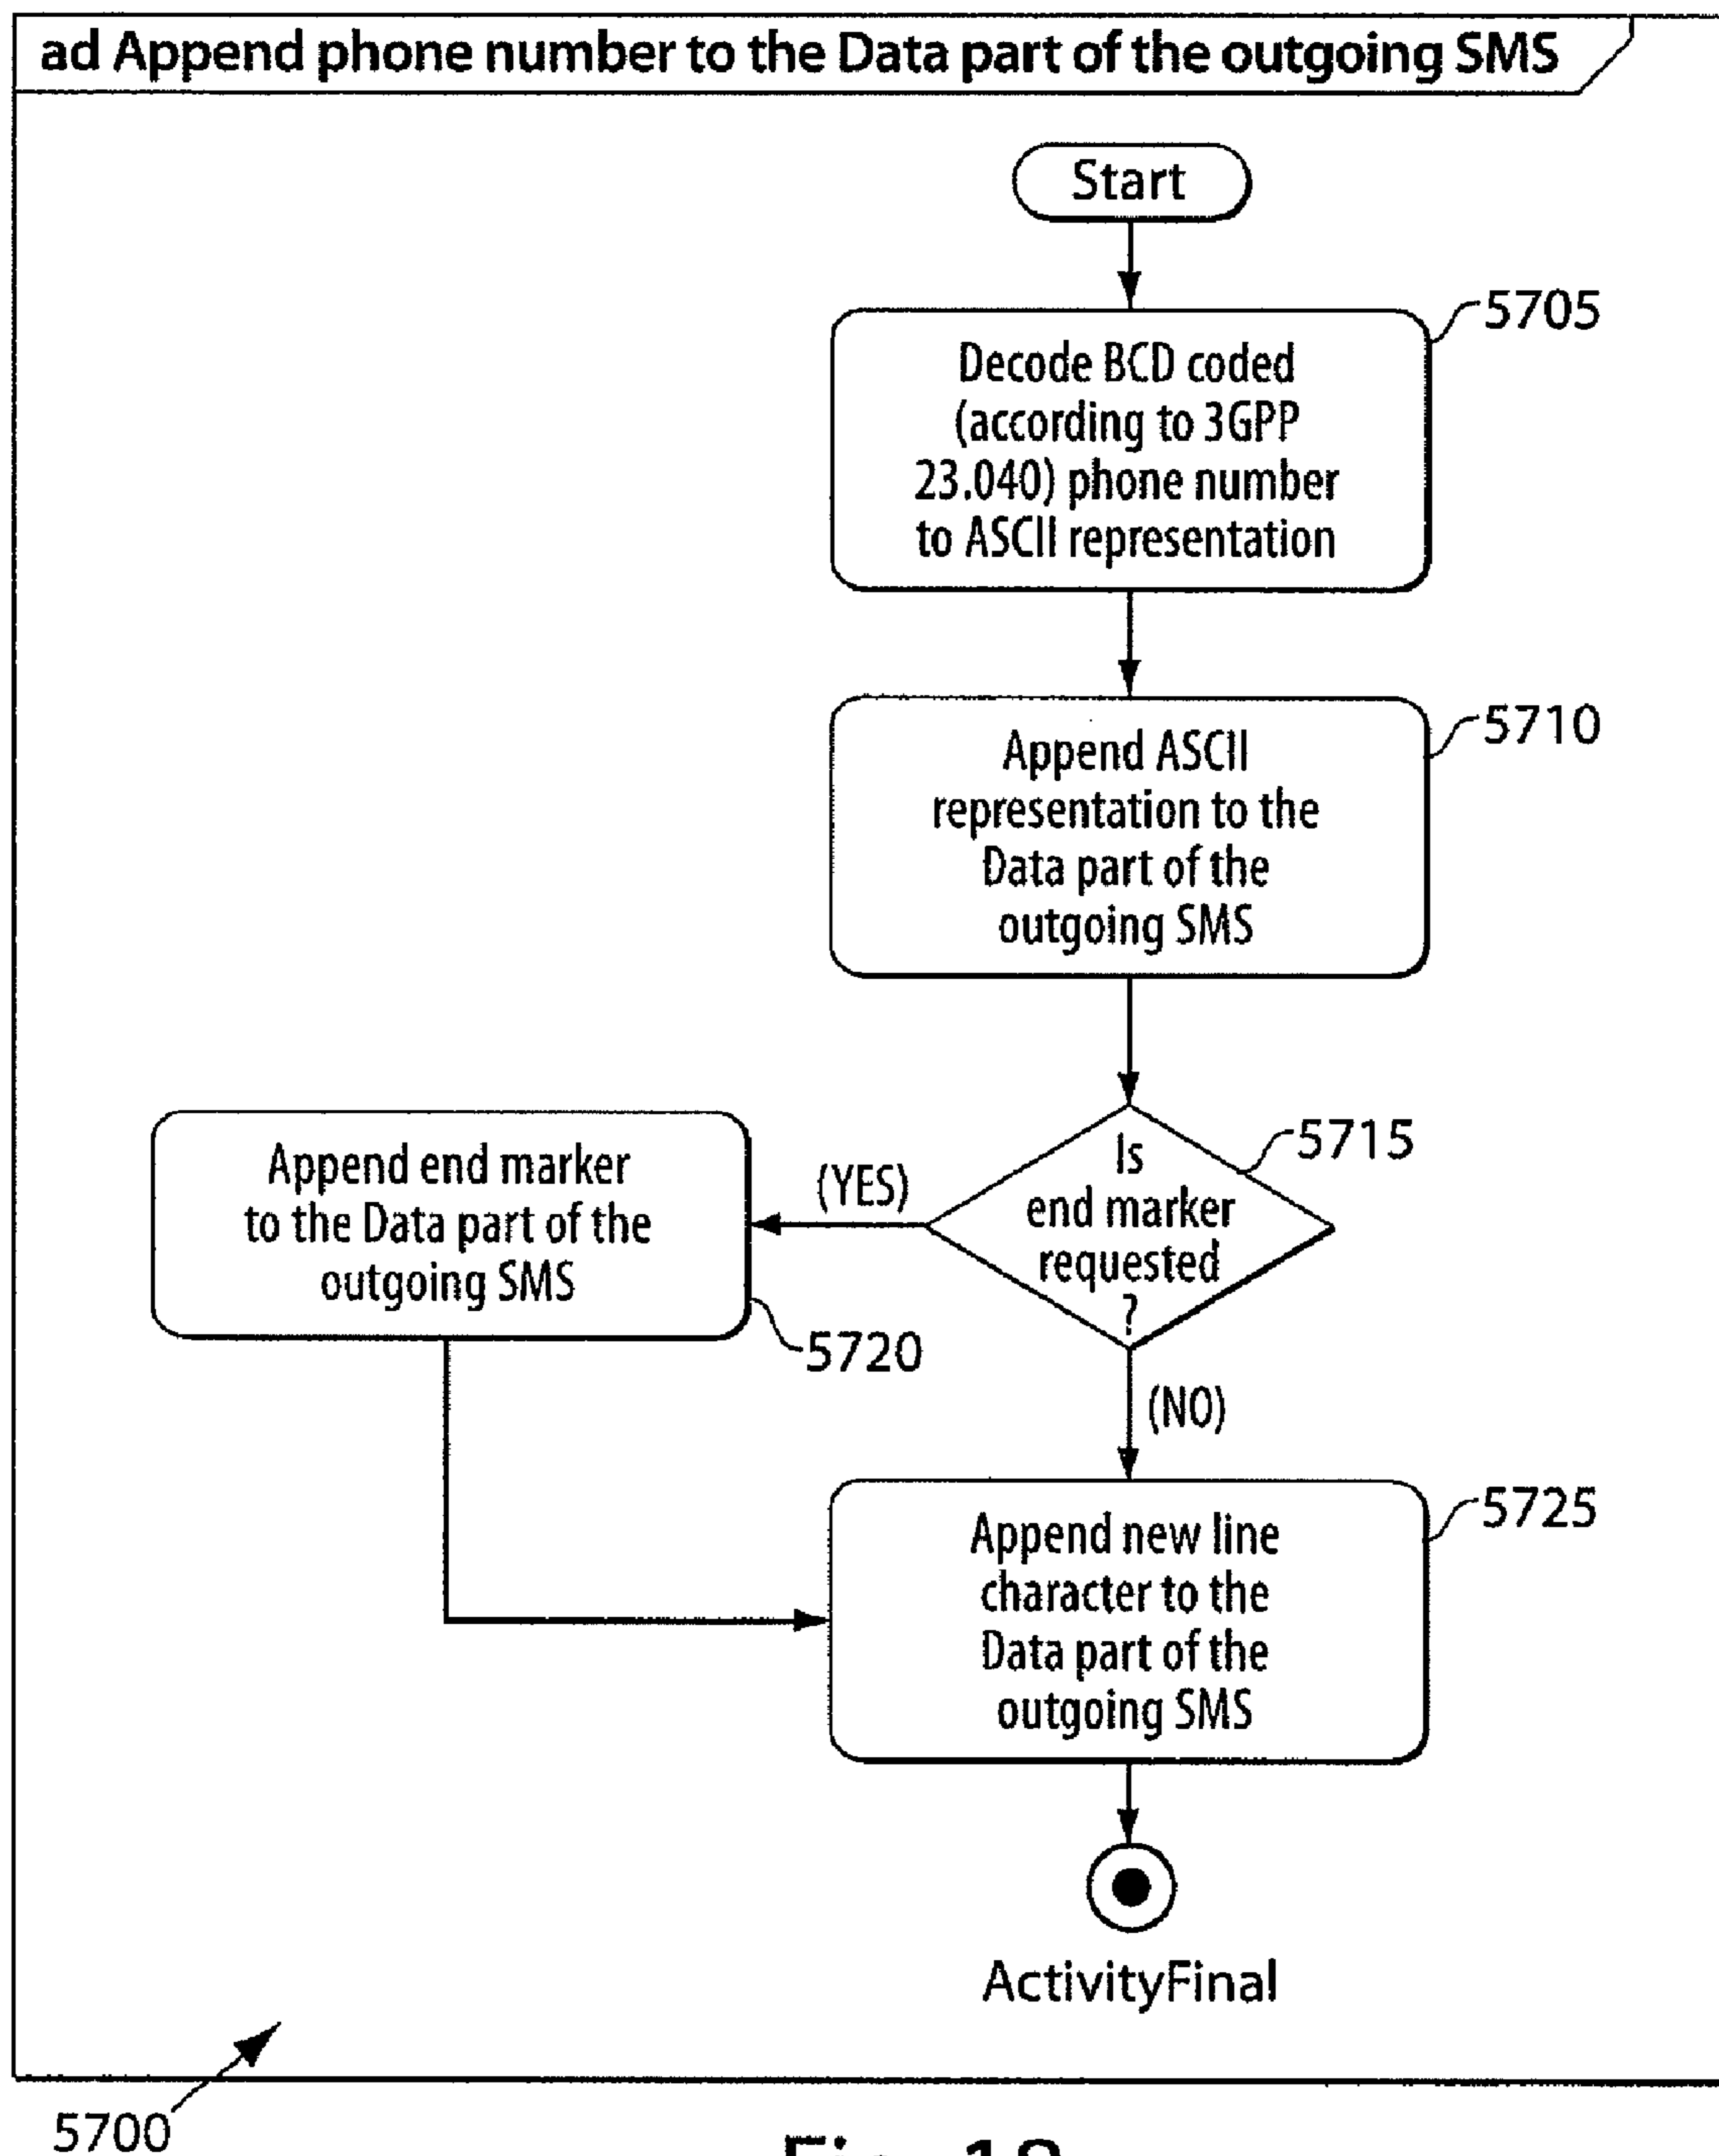 ad Append phone number to the Data part of the outgoing SMS
Start
5705
Decode BCD coded
(according to 3GPP
23.040) phone number
to ASCII representation
5710
Append ASCII
representation to the
Data part of the
outgoing SMS
5715
Is
end marker
requested
?
(YES)
Append end marker
to the Data part of the
outgoing SMS
5720
(NO)
5725
Append new line
character to the
Data part of the
outgoing SMS
ActivityFinal
5700